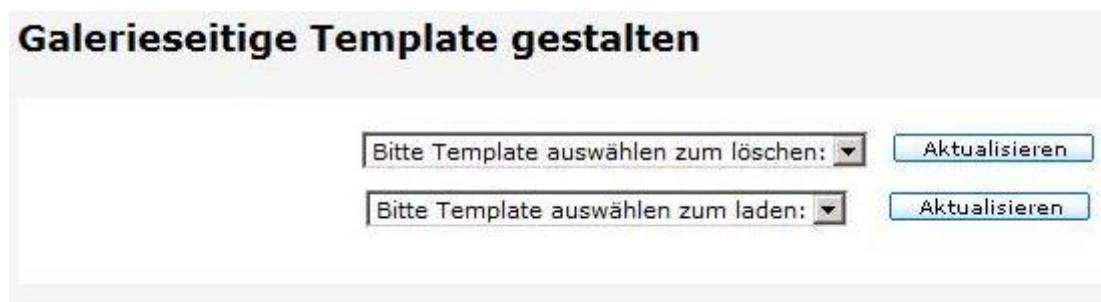 Galerieseitige Template gestalten
Bitte Template auswählen zum löschen: Aktualisieren
Bitte Template auswählen zum laden: Aktualisieren